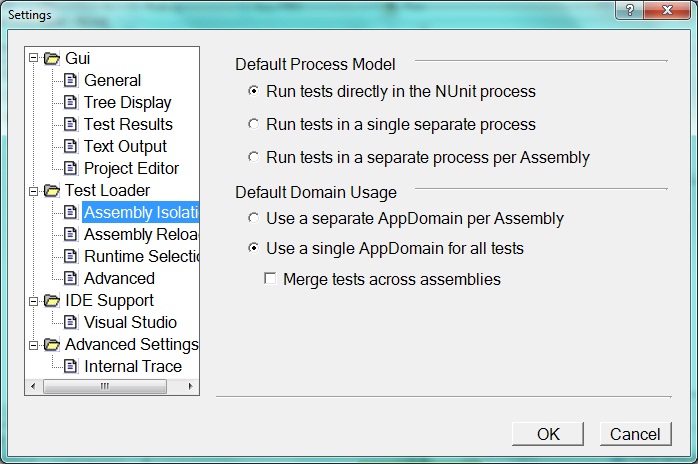 Settings
Gui
General
Tree Display
Test Results
Text Output
Project Editor
Test Loader
Assembly Isolati
Assembly Reloa
Runtime Selectio
Advanced
IDE Support
Visual Studio
Advanced Settings
Internal Trace
Default Process Model
Run tests directly in the NUnit process
Run tests in a single separate process
Run tests in a separate process per Assembly
Default Domain Usage
Use a separate AppDomain per Assembly
Use a single AppDomain for all tests
Merge tests across assemblies
OK
Cancel